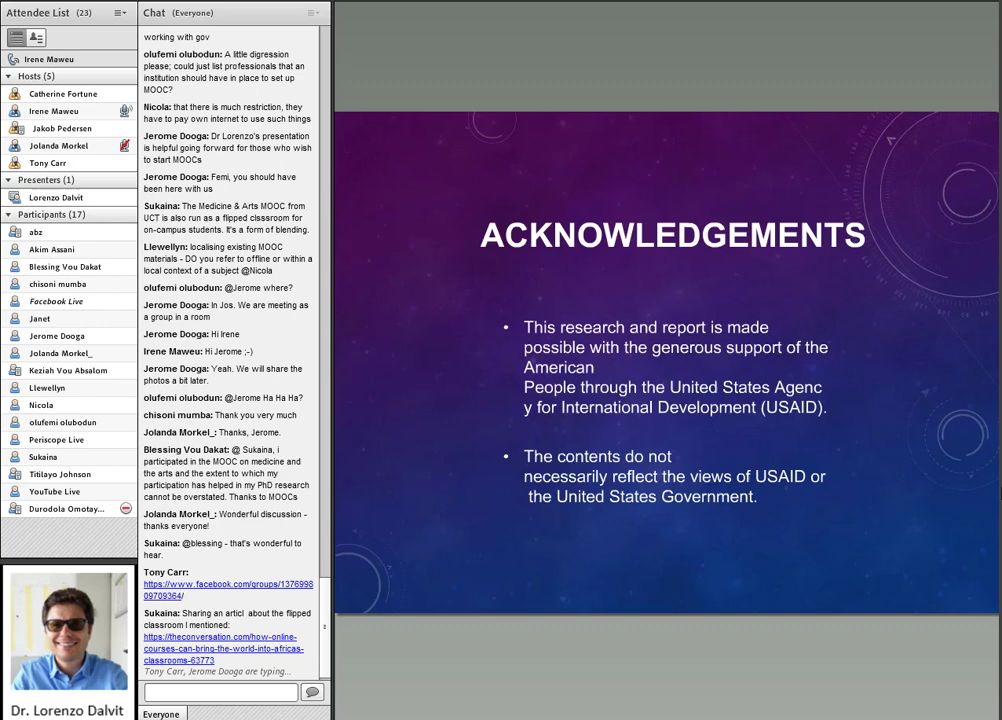 Attendee List (23)
Irene Maweu
Hosts (5)
Catherine Fortune
Irene Maweu
Jakob Pedersen
Jolanda Morkel
Tony Carr
Presenters (1)
Lorenzo Dalvit
Participants (17)
abz
Akim Assani
Blessing Vou Dakat
chisoni mumba
Facebook Live
Janet
Jerome Dooga
Jolanda Morkel_
Keziah Vou Absalom
Llewellyn
Nicola
olufemi olubodun
Periscope Live
Sukaina
Titilayo Johnson
YouTube Live
Durodola Omotay...
Dr. Lorenzo Dalvit
Chat (Everyone)
working with gov
olufemi olubodun: A little digression
please; could just list professionals that an
institution should have in place to set up
MOOC?
Nicola: that there is much restriction, they
have to pay own internet to use such things
Jerome Dooga: Dr Lorenzo's presentation
is helpful going forward for those who wish
to start MOOCs
Jerome Dooga: Femi, you should have
been here with us
Sukaina: The Medicine & Arts MOOC from
UCT is also run as a flipped clssroom for
on-campus students. It's a form of blending.
Llewellyn: localising existing MOOC
materials - DO you refer to offline or within a
local context of a subject @Nicola
olufemi olubodun: @Jerome where?
Jerome Dooga: In Jos. We are meeting as
a group in a room
Jerome Dooga: Hi Irene
Irene Maweu: Hi Jerome ;-)
Jerome Dooga: Yeah. We will share the
photos a bit later.
olufemi olubodun: @Jerome Ha Ha Ha?
chisoni mumba: Thank you very much
Jolanda Morkel_: Thanks, Jerome.
Blessing Vou Dakat: @ Sukaina, i
participated in the MOOC on medicine and
the arts and the extent to which my
participation has helped in my PhD research
cannot be overstated. Thanks to MOOCs
Jolanda Morkel_: Wonderful discussion -
thanks everyone!
Sukaina: @blessing - that's wonderful to
hear.
Tony Carr:
https://www.facebook.com/groups/1376998
09709364/
Sukaina: Sharing an articl about the flipped
classroom I mentioned:
https://theconversation.com/how-online-
courses-can-bring-the-world-into-africas-
classrooms-63773
Tony Carr, Jerome Dooga are typing...
Everyone
ACKNOWLEDGEMENTS
• This research and report is made
possible with the generous support of the
American
People through the United States Agenc
y for International Development (USAID).
• The contents do not
necessarily reflect the views of USAID or
the United States Government.